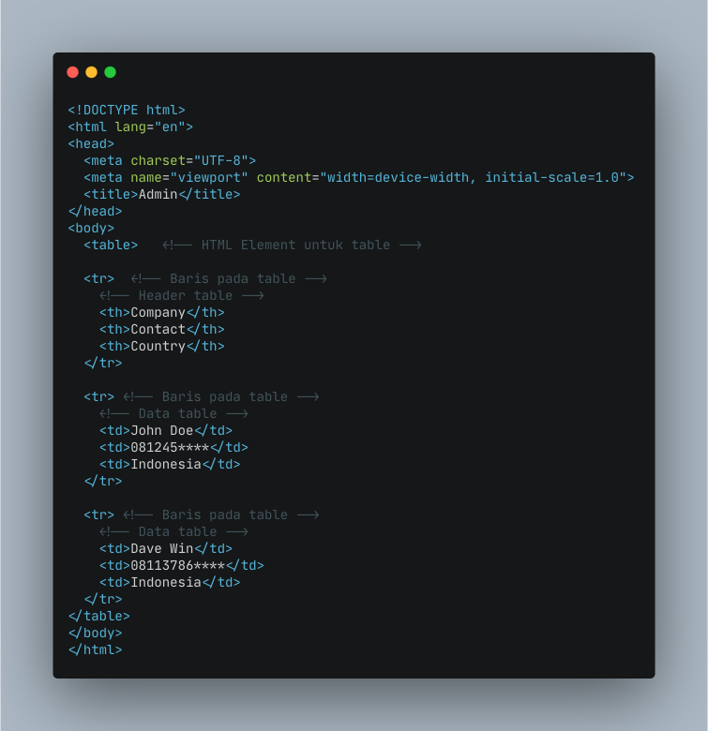 <!DOCTYPE html>
<html lang="en">
<head>
<meta charset="UTF-8">
<meta name="viewport" content="width=device-width, initial-scale=1.0">
<title>Admin</title>
</head>
<body>
<table> <!-- HTML Element untuk table -->
<tr> <!-- Baris pada table -->
<!-- Header table -->
<th>Company</th>
<th>Contact</th>
<th>Country</th>
</tr>
<tr> <!-- Baris pada table -->
<!-- Data table -->
<td>John Doe</td>
<td>081245****</td>
<td>Indonesia</td>
</tr>
<tr> <!-- Baris pada table -->
<!-- Data table -->
<td>Dave Win</td>
<td>08113786****</td>
<td>Indonesia</td>
</tr>
</table>
</body>
</html>